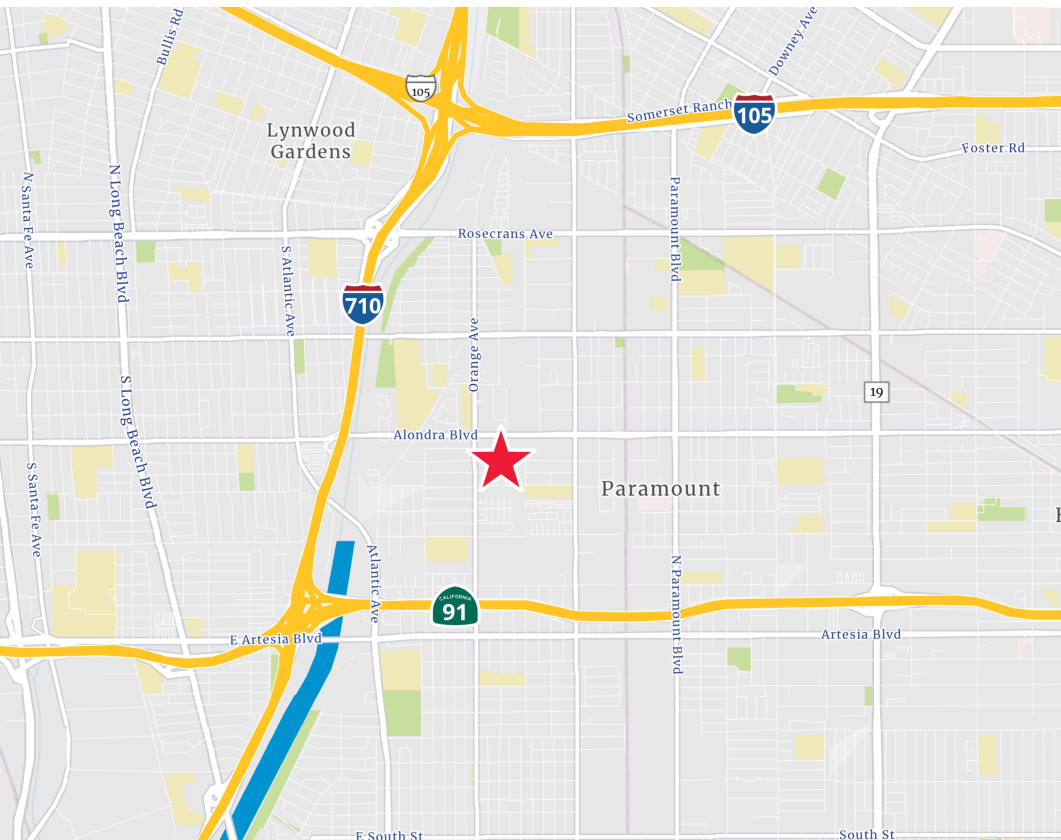 Bullis Rd
Downey Ave
105
Somerset Ranch
105
Lynwood
Gardens
Foster Rd
N Santa Fe Ave
N Long Beach Blvd
Paramount Blvd
Rosecrans Ave
S Atlantic Ave
710
Orange Ave
19
S Long Beach Blvd
Alondra Blvd
S Santa Fe Ave
Paramount
Atlantic Ave
N Paramount Blvd
CALIFORNIA
91
E Artesia Blvd
Artesia Blvd
E South St
South St